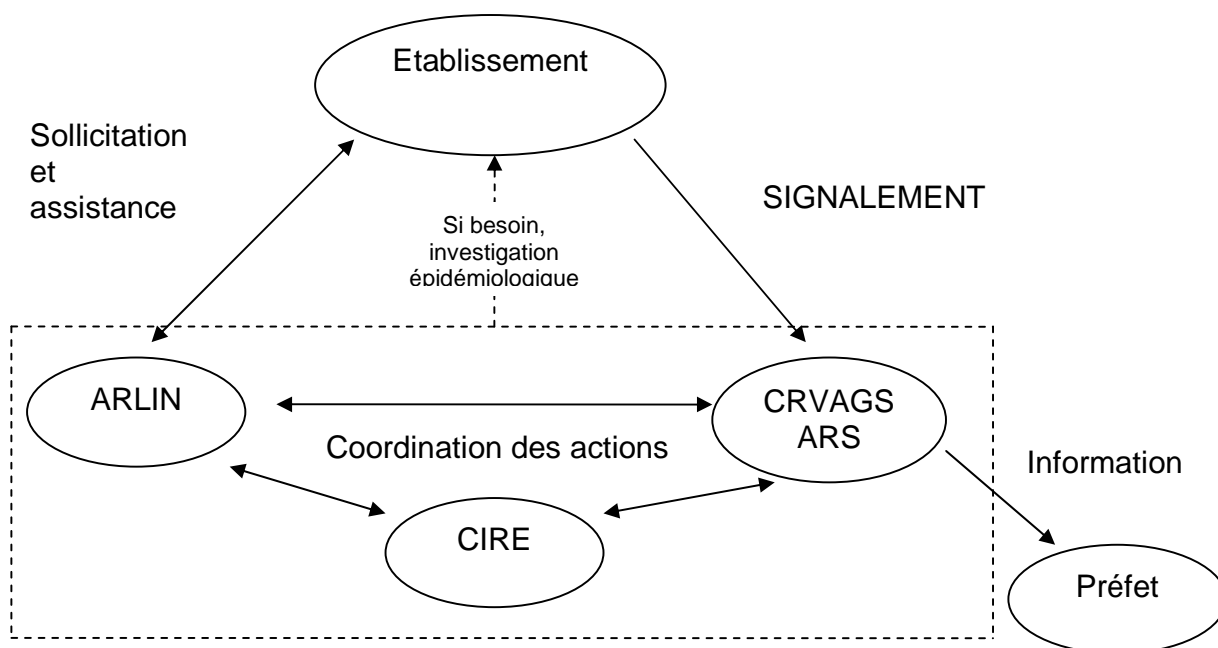 Etablissement
Sollicitation
et
assistance
SIGNALEMENT
Si besoin,
investigation
épidémiologique
ARLIN
CRVAGS
ARS
Coordination des actions
Information
CIRE
Préfet